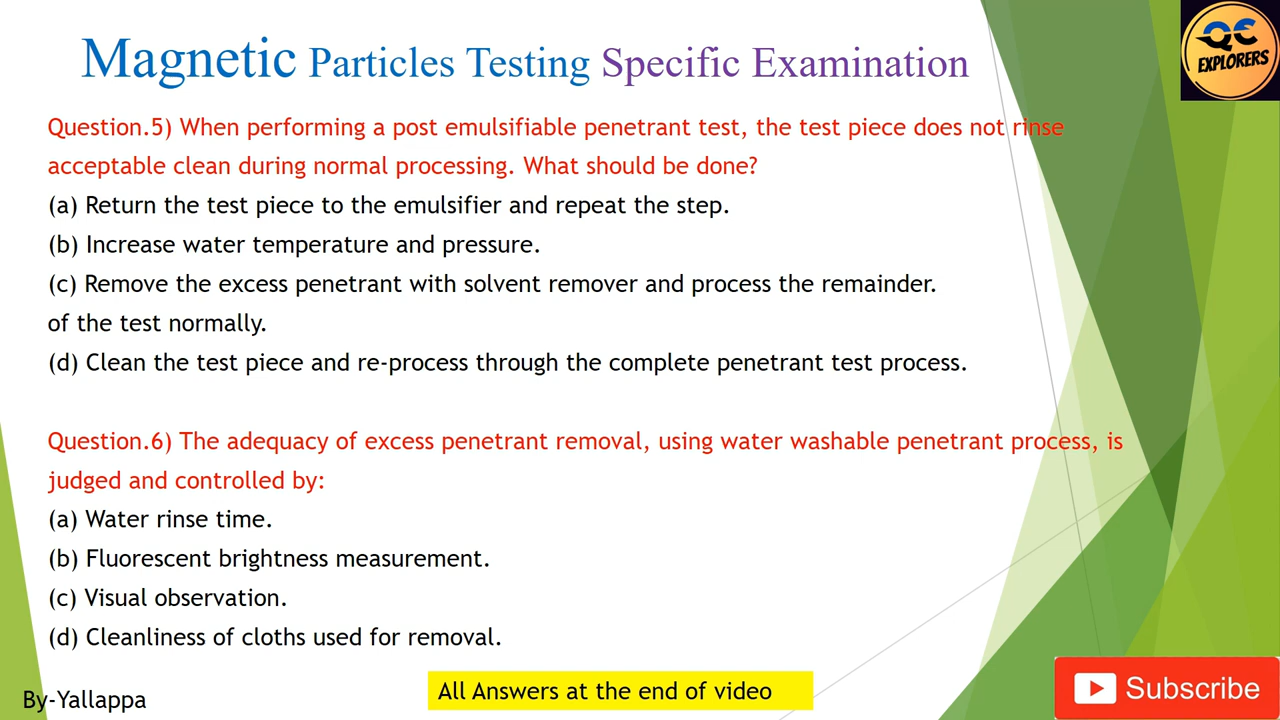 Magnetic Particles Testing Specific Examination
QC
EXPLORERS
Question.5) When performing a post emulsifiable penetrant test, the test piece does not rinse
acceptable clean during normal processing. What should be done?
(a) Return the test piece to the emulsifier and repeat the step.
(b) Increase water temperature and pressure.
(c) Remove the excess penetrant with solvent remover and process the remainder.
of the test normally.
(d) Clean the test piece and re-process through the complete penetrant test process.
Question.6) The adequacy of excess penetrant removal, using water washable penetrant process, is
judged and controlled by:
(a) Water rinse time.
(b) Fluorescent brightness measurement.
(c) Visual observation.
(d) Cleanliness of cloths used for removal.
By-Yallappa
All Answers at the end of video
Subscribe